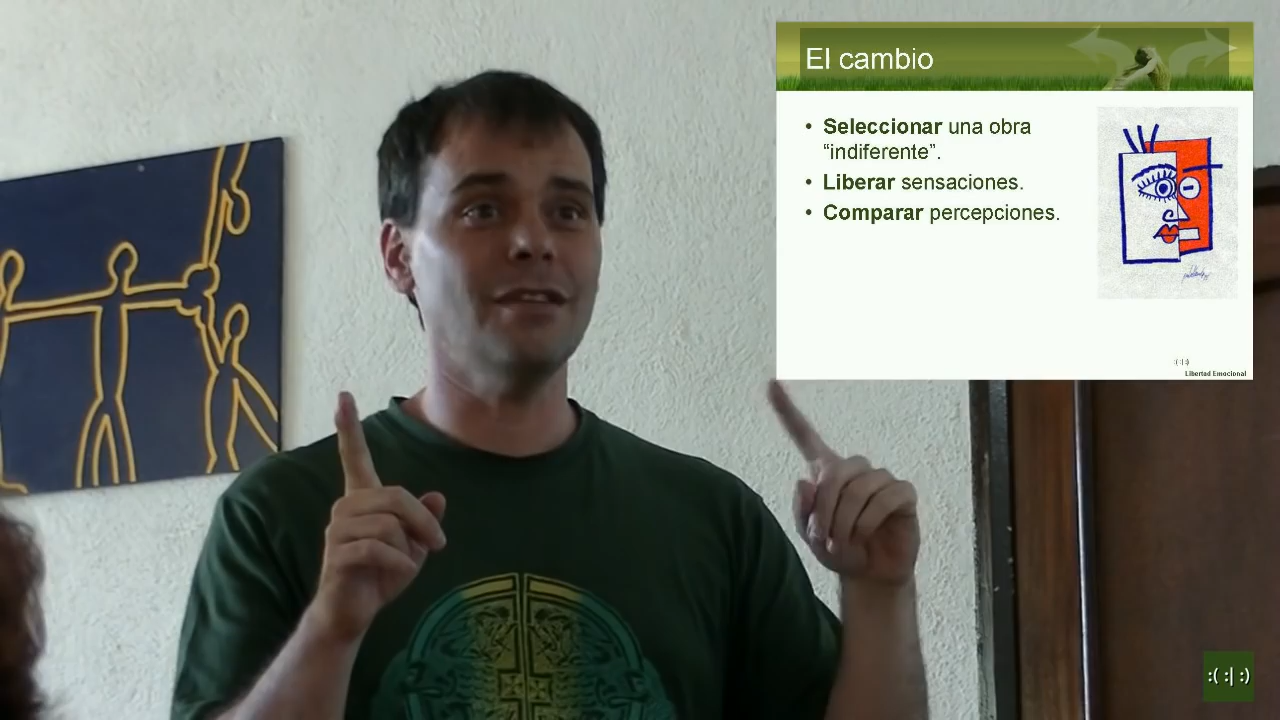 El cambio
• Seleccionar una obra
“indiferente”.
• Liberar sensaciones.
• Comparar percepciones.
:(:|:)
Libertad Emocional
:( :| :)